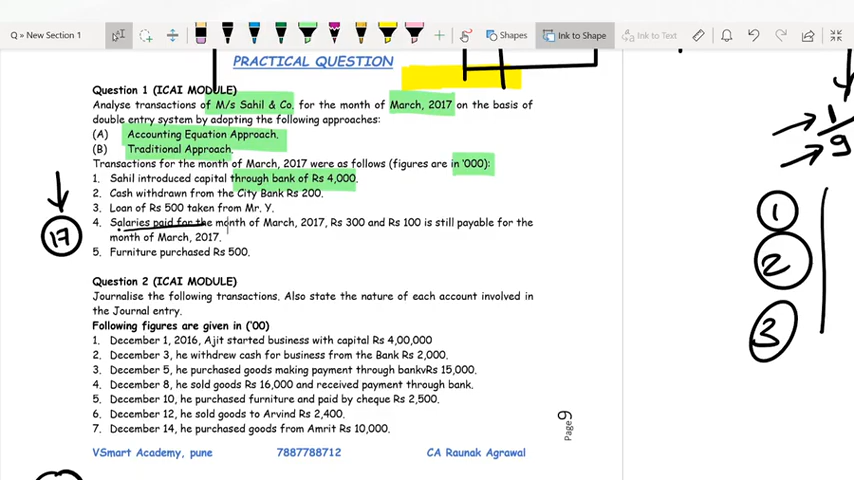 Q » New Section 1
Shapes
Ink to Shape
Ink to Text
PRACTICAL QUESTION
Question 1 (ICAI MODULE)
Analyse transactions of M/s Sahil & Co. for the month of March, 2017 on the basis of
double entry system by adopting the following approaches:
(A) Accounting Equation Approach.
(B) Traditional Approach.
Transactions for the month of March, 2017 were as follows (figures are in '000):
1. Sahil introduced capital through bank of Rs 4,000.
2. Cash withdrawn from the City Bank Rs 200.
3. Loan of Rs 500 taken from Mr. Y.
4. Salaries paid for the month of March, 2017, Rs 300 and Rs 100 is still payable for the
month of March, 2017.
5. Furniture purchased Rs 500.
17
Question 2 (ICAI MODULE)
Journalise the following transactions. Also state the nature of each account involved in
the Journal entry.
Following figures are given in ('00)
1. December 1, 2016, Ajit started business with capital Rs 4,00,000
2. December 3, he withdrew cash for business from the Bank Rs 2,000.
3. December 5, he purchased goods making payment through bankvRs 15,000.
4. December 8, he sold goods Rs 16,000 and received payment through bank.
5. December 10, he purchased furniture and paid by cheque Rs 2,500.
6. December 12, he sold goods to Arvind Rs 2,400.
7. December 14, he purchased goods from Amrit Rs 10,000.
VSmart Academy, pune 7887788712 CA Raunak Agrawal
Page9
1
9
1
2
3